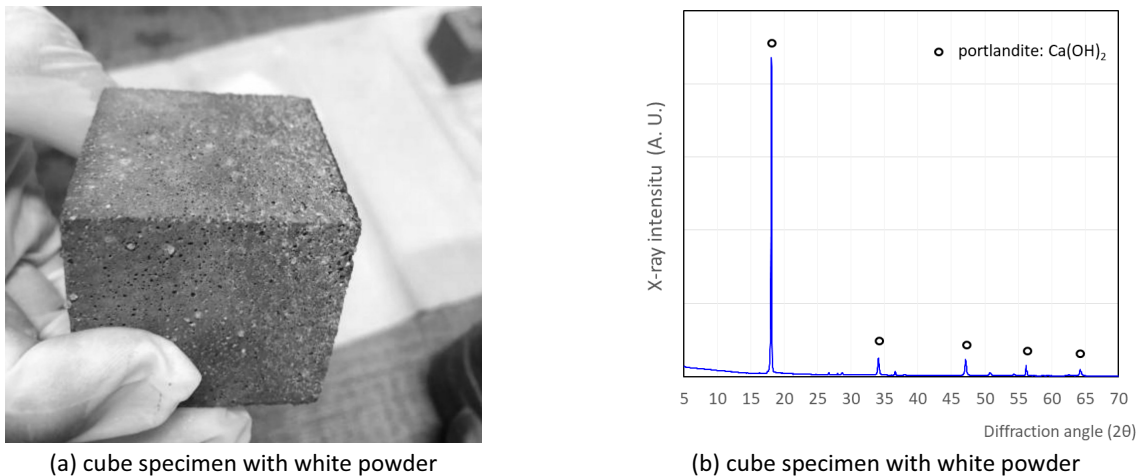 portlandite: Ca(OH)₂
X-ray intensitu (A. U.)
5 10 15 20 25 30 35 40 45 50 55 60 65 70
Diffraction angle (2θ)
(a) cube specimen with white powder
(b) cube specimen with white powder